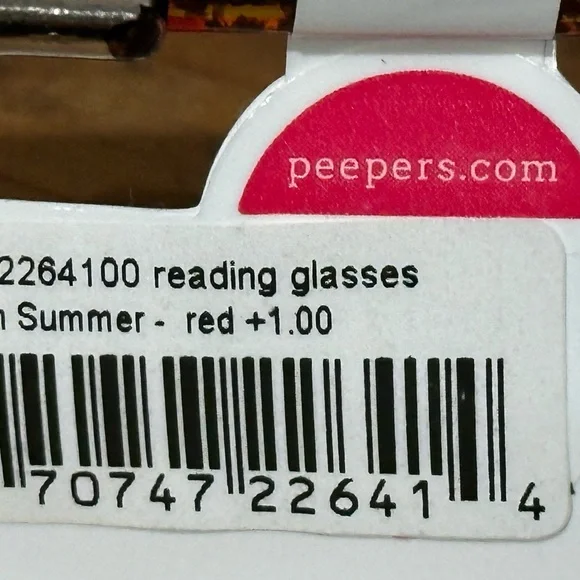 peepers.com
2264100 reading glasses
Summer - red +1.00
70747 22641 4